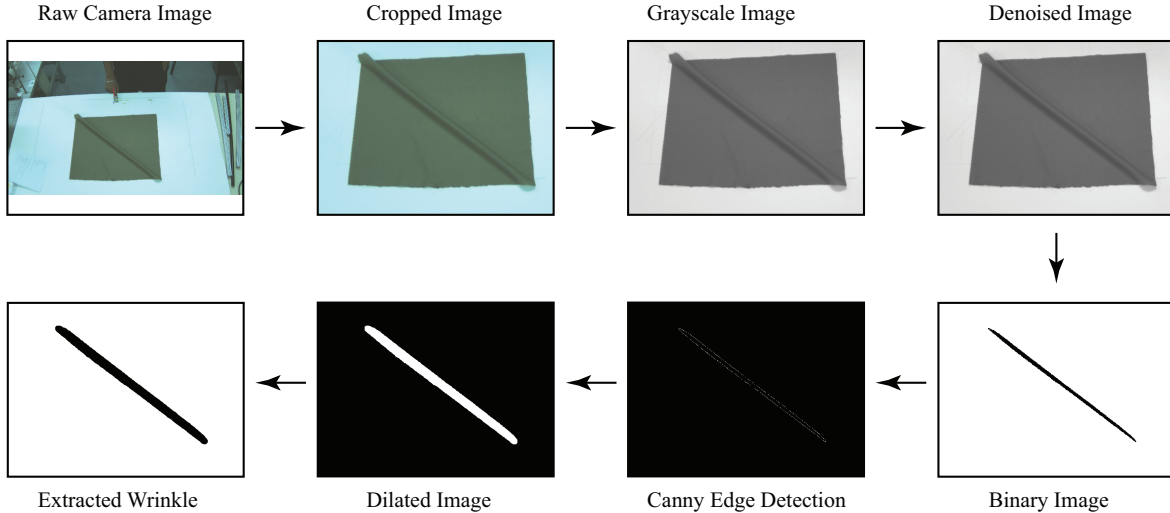 Raw Camera Image
Cropped Image
Grayscale Image
Denoised Image
Extracted Wrinkle
Dilated Image
Canny Edge Detection
Binary Image